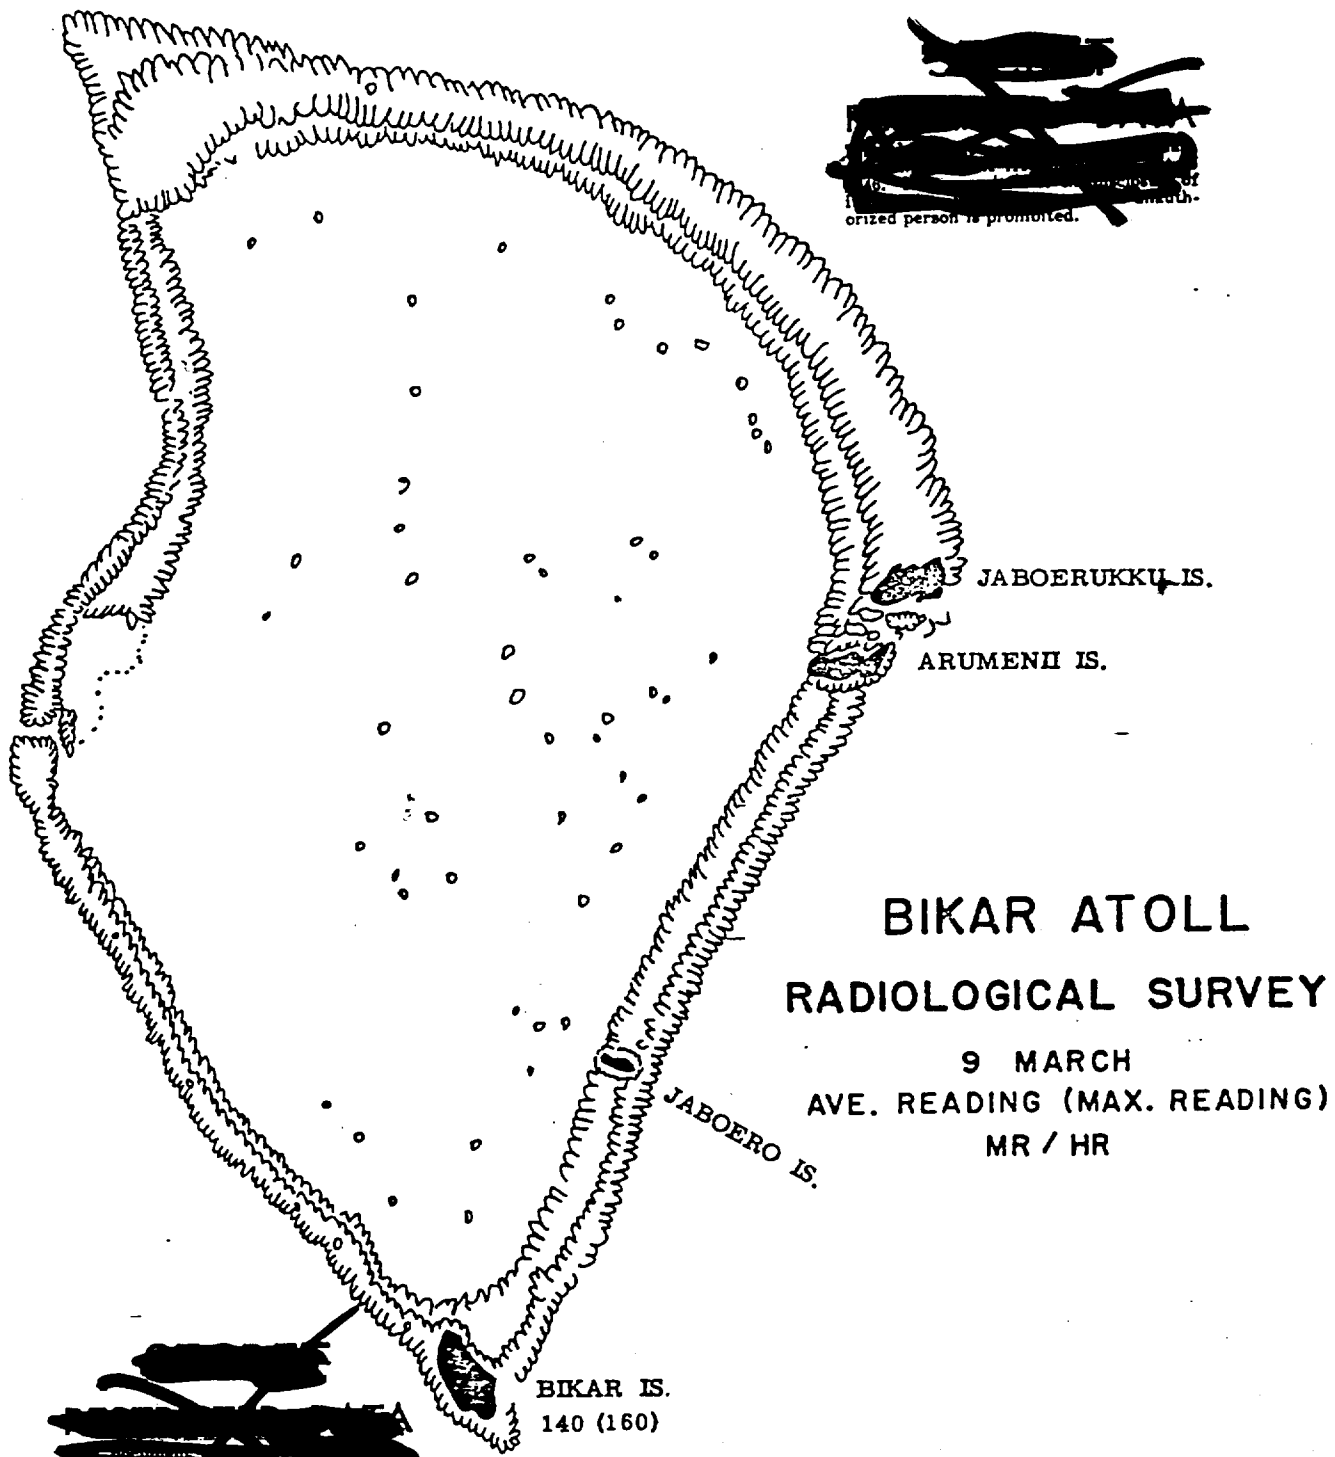 of
orized person is prohibited.
JABOERUKKU IS.
ARUMENII IS.
BIKAR ATOLL
RADIOLOGICAL SURVEY
9 MARCH
AVE. READING (MAX. READING)
MR / HR
JABOERO IS.
BIKAR IS.
140 (160)